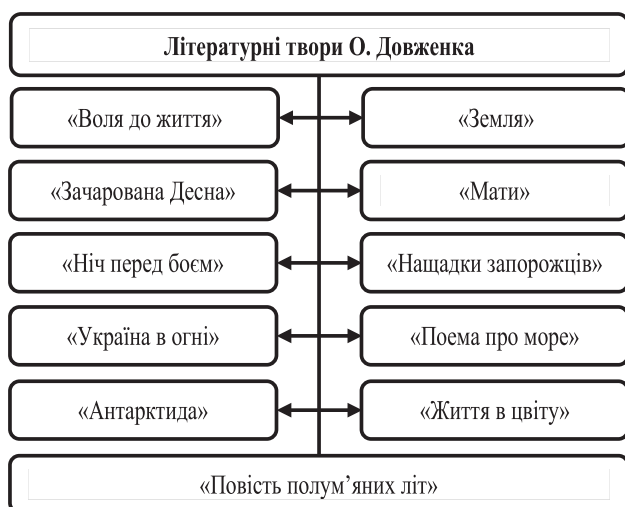 Літературні твори О. Довженка
«Воля до життя»
«Земля»
«Зачарована Десна»
«Мати»
«Ніч перед боєм»
«Нащадки запорожців»
«Україна в огні»
«Поема про море»
«Антарктида»
«Життя в цвіту»
«Повість полум’яних літ»